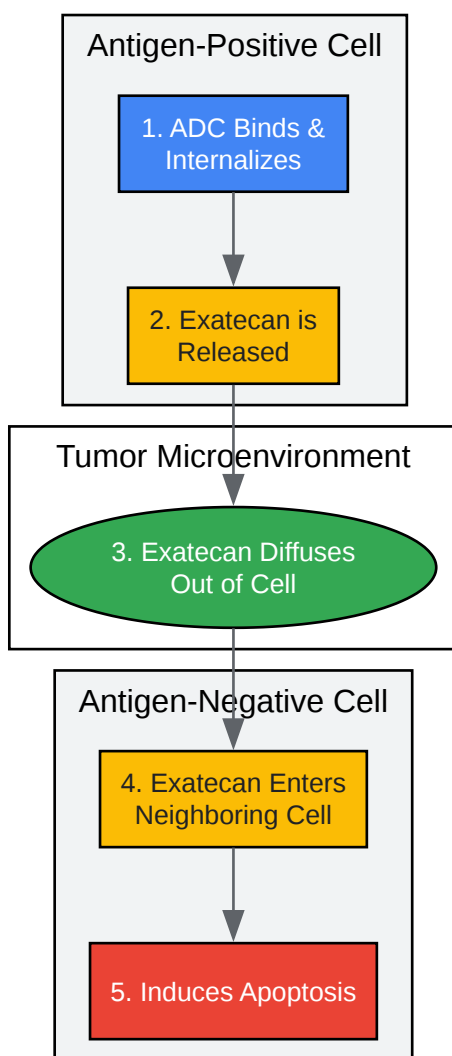 Antigen-Positive Cell
1. ADC Binds &
Internalizes
2. Exatecan is
Released
Tumor Microenvironment
3. Exatecan Diffuses
Out of Cell
Antigen-Negative Cell
4. Exatecan Enters
Neighboring Cell
5. Induces Apoptosis